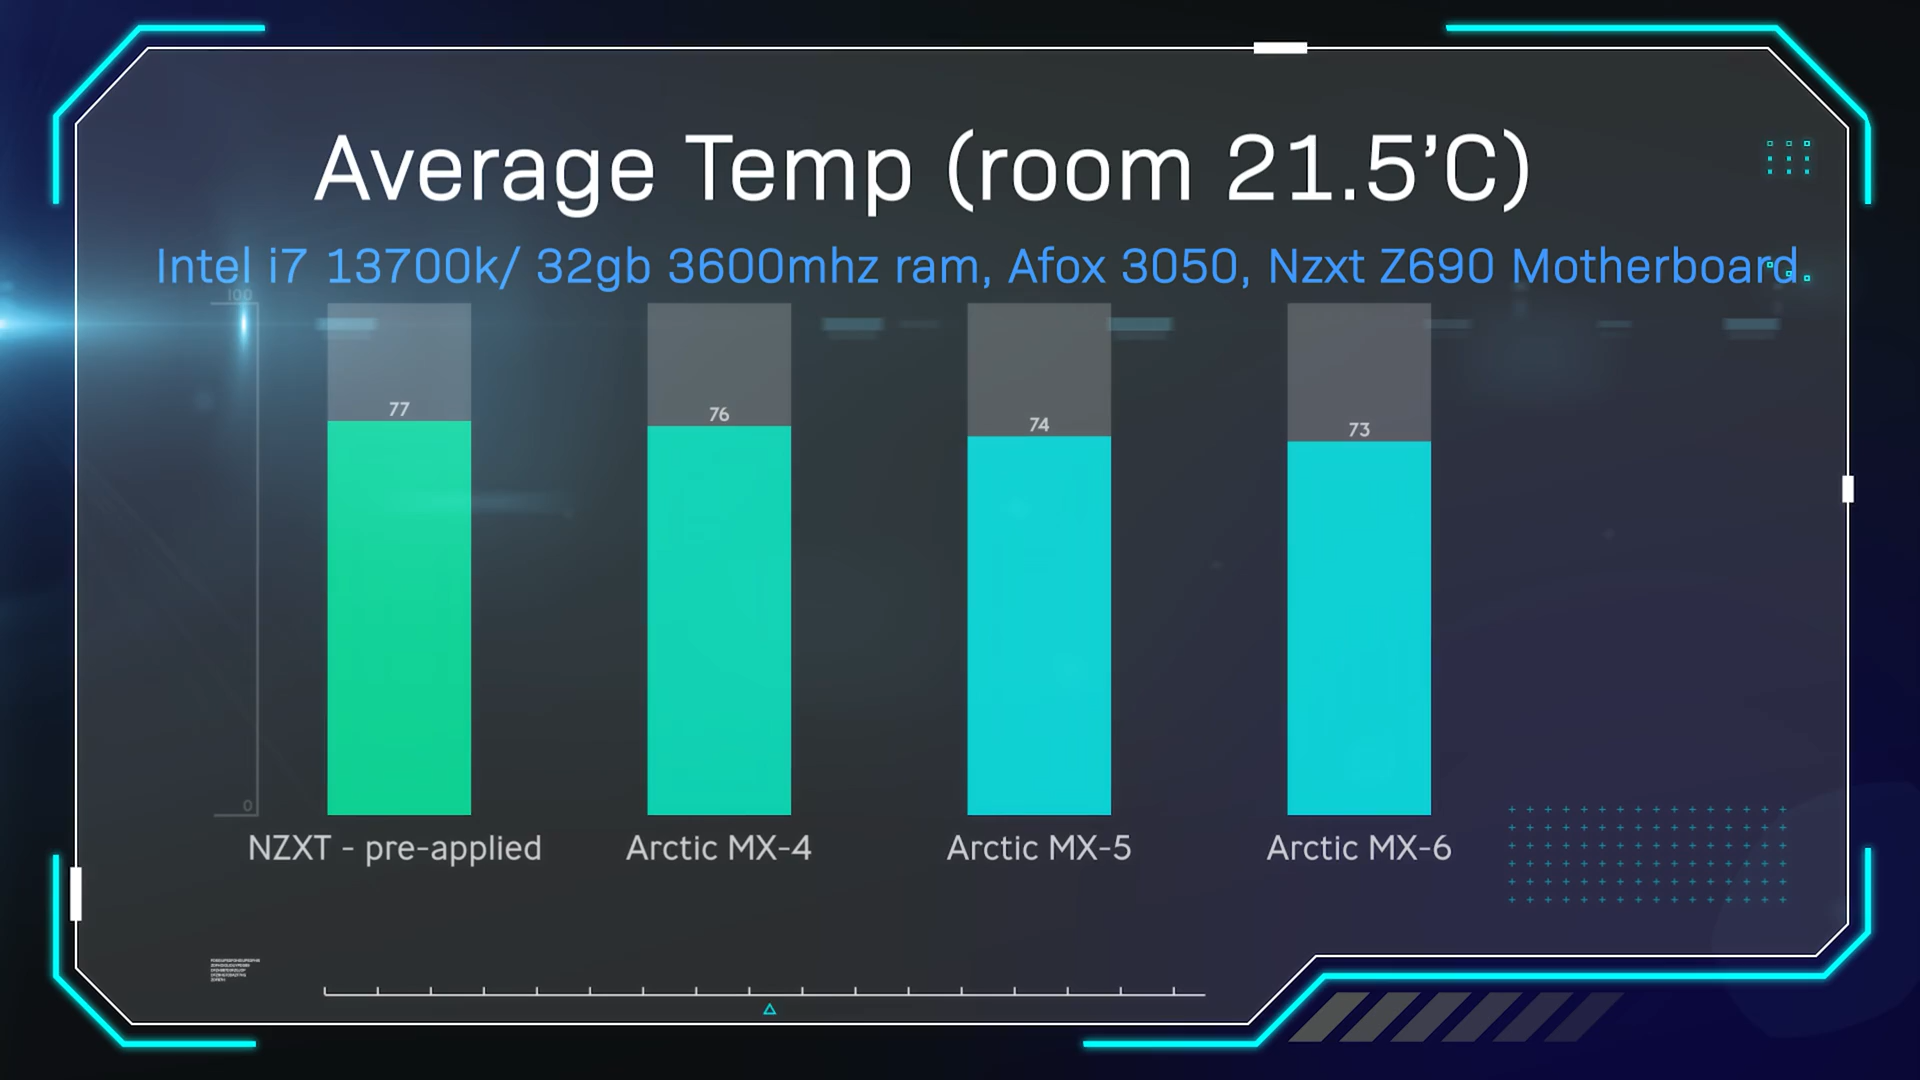 Average Temp (room 21.5'C)
Intel i7 13700k/ 32gb 3600mhz ram, Afox 3050, Nzxt Z690 Motherboard.
100
77
76
74
73
0
NZXT - pre-applied
Arctic MX-4
Arctic MX-5
Arctic MX-6